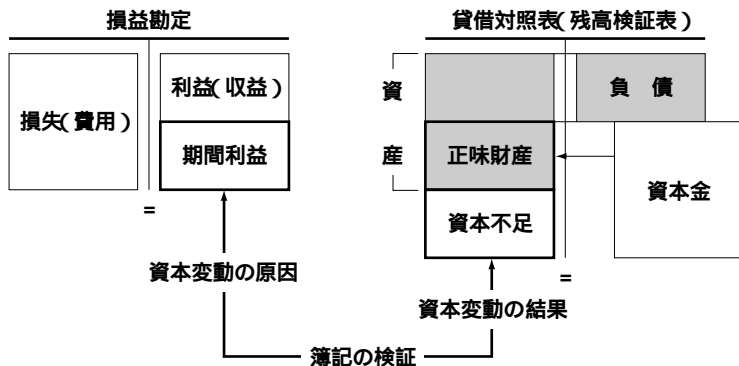 損益勘定
貸借対照表(残高検証表)
損失(費用)
利益(収益)
期間利益
資
産
負 債
正味財産
資本金
資本不足
=
=
資本変動の原因
資本変動の結果
簿記の検証